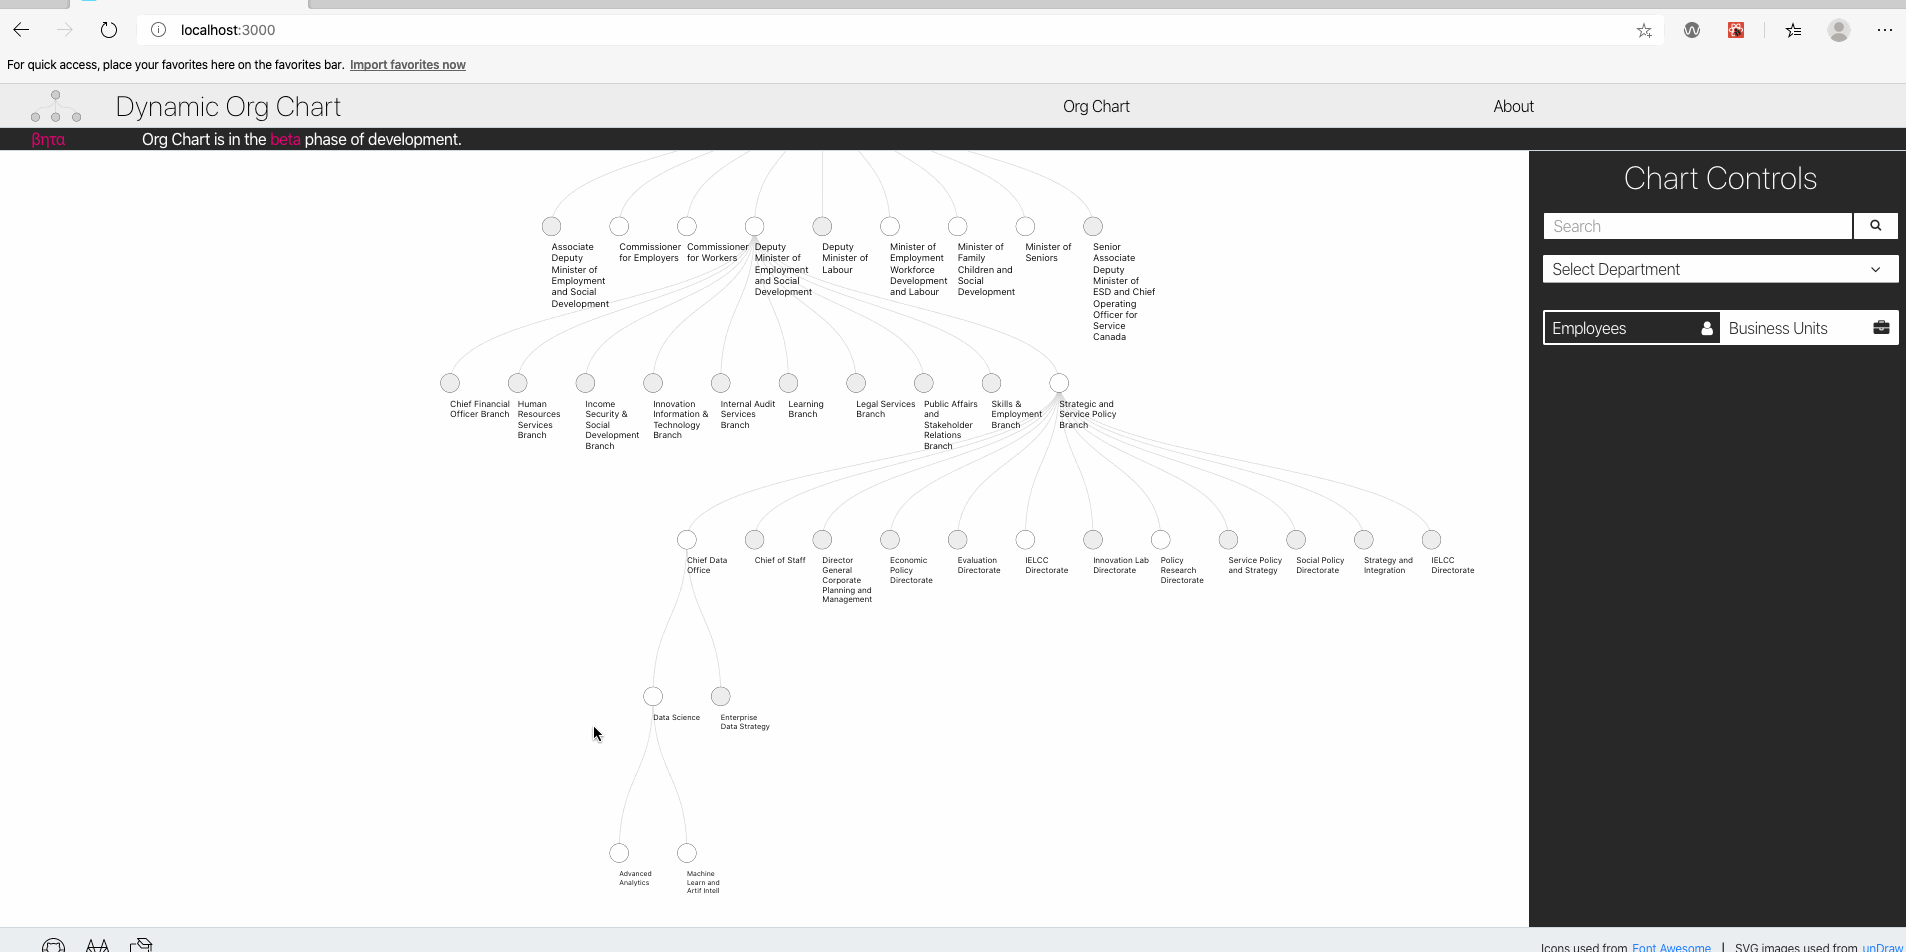 localhost:3000
For quick access, place your favorites here on the favorites bar. Import favorites now
Dynamic Org Chart
Org Chart
About
βητα
Org Chart is in the beta phase of development.
Associate
Deputy
Minister of
Employment
and Social
Development
Commissioner
for Employers
Commissioner
for Workers
Deputy
Minister of
Employment
and Social
Development
Deputy
Minister of
Labour
Minister of
Employment
Workforce
Development
and Labour
Minister of
Family
Children and
Social
Development
Minister of
Seniors
Senior
Associate
Deputy
Minister of
ESD and Chief
Operating
Officer for
Service
Canada
Chief Financial
Officer Branch
Human
Resources
Services
Branch
Income
Security &
Social
Development
Branch
Innovation
Information &
Technology
Branch
Internal Audit
Services
Branch
Learning
Branch
Legal Services
Branch
Public Affairs
and
Stakeholder
Relations
Branch
Skills &
Employment
Branch
Strategic and
Service Policy
Branch
Chief Data
Office
Chief of Staff
Director
General
Corporate
Planning and
Management
Economic
Policy
Directorate
Evaluation
Directorate
IELCC
Directorate
Innovation Lab
Directorate
Policy
Research
Directorate
Service Policy
and Strategy
Social Policy
Directorate
Strategy and
Integration
IELCC
Directorate
Data Science
Enterprise
Data Strategy
Advanced
Analytics
Machine
Learn and
Artif Intell
Chart Controls
Search
Select Department
Employees
Business Units
Icons used from Font Awesome | SVG images used from unDraw